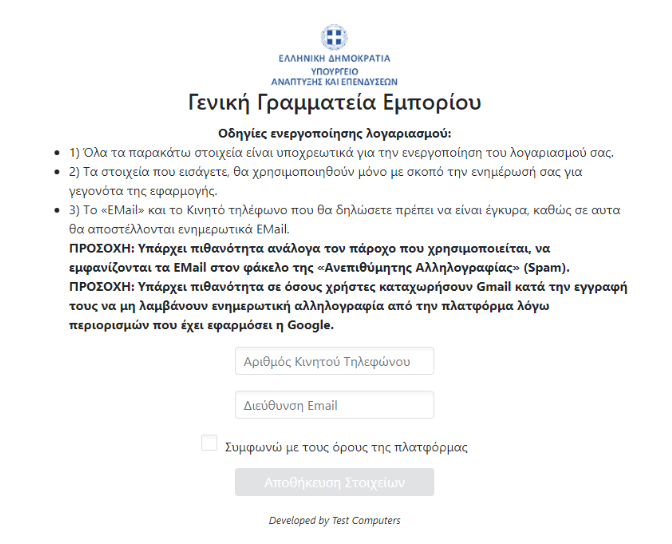 ΕΛΛΗΝΙΚΗ ΔΗΜΟΚΡΑΤΙΑ
ΥΠΟΥΡΓΕΙΟ
ΑΝΑΠΤΥΞΗΣ ΚΑΙ ΕΠΕΝΔΥΣΕΩΝ
Γενική Γραμματεία Εμπορίου
Οδηγίες ενεργοποίησης λογαριασμού:
• 1) Όλα τα παρακάτω στοιχεία είναι υποχρεωτικά για την ενεργοποίηση του λογαριασμού σας.
• 2) Τα στοιχεία που εισάγετε, θα χρησιμοποιηθούν μόνο με σκοπό την ενημέρωσή σας για
γεγονότα της εφαρμογής.
• 3) Το «EMail» και το Κινητό τηλέφωνο που θα δηλώσετε πρέπει να είναι έγκυρα, καθώς σε αυτα
θα αποστέλλονται ενημερωτικά EMail.
ΠΡΟΣΟΧΗ: Υπάρχει πιθανότητα ανάλογα τον πάροχο που χρησιμοποιείται, να
εμφανίζονται τα EMail στον φάκελο της «Ανεπιθύμητης Αλληλογραφίας» (Spam).
ΠΡΟΣΟΧΗ: Υπάρχει πιθανότητα σε όσους χρήστες καταχωρήσουν Gmail κατά την εγγραφή
τους να μη λαμβάνουν ενημερωτική αλληλογραφία από την πλατφόρμα λόγω
περιορισμών που έχει εφαρμόσει η Google.
Αριθμός Κινητού Τηλεφώνου
Διεύθυνση Email
Συμφωνώ με τους όρους της πλατφόρμας
Αποθήκευση Στοιχείων
Developed by Test Computers